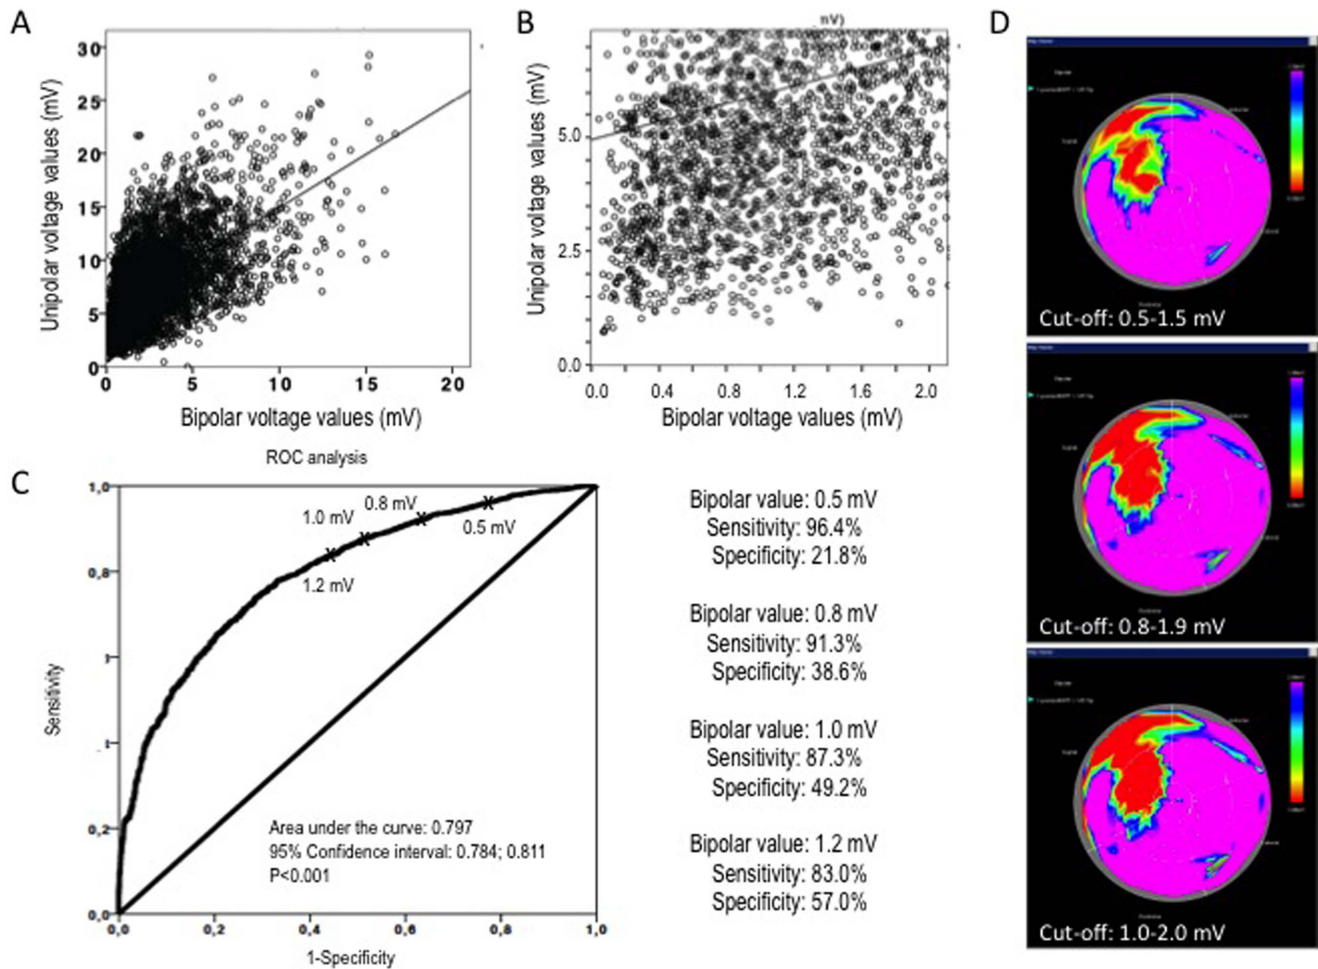 A
30
25
20
15
10
5
0
Unipolar voltage values (mV)
0 5 10 15 20
Bipolar voltage values (mV)
B
nV)
5.0
2.5
0.0
Unipolar voltage values (mV)
0.0 0.4 0.8 1.2 1.6 2.0
Bipolar voltage values (mV)
C
ROC analysis
1,0
0,8
0,2
0,0
Sensitivity
1.0 mV
0.8 mV
0.5 mV
1.2 mV
Area under the curve: 0.797
95% Confidence interval: 0.784; 0.811
P<0.001
0,0 0,2 0,4 0,6 0,8 1,0
1-Specificity
Bipolar value: 0.5 mV
Sensitivity: 96.4%
Specificity: 21.8%
Bipolar value: 0.8 mV
Sensitivity: 91.3%
Specificity: 38.6%
Bipolar value: 1.0 mV
Sensitivity: 87.3%
Specificity: 49.2%
Bipolar value: 1.2 mV
Sensitivity: 83.0%
Specificity: 57.0%
D
Cut-off: 0.5-1.5 mV
Cut-off: 0.8-1.9 mV
Cut-off: 1.0-2.0 mV